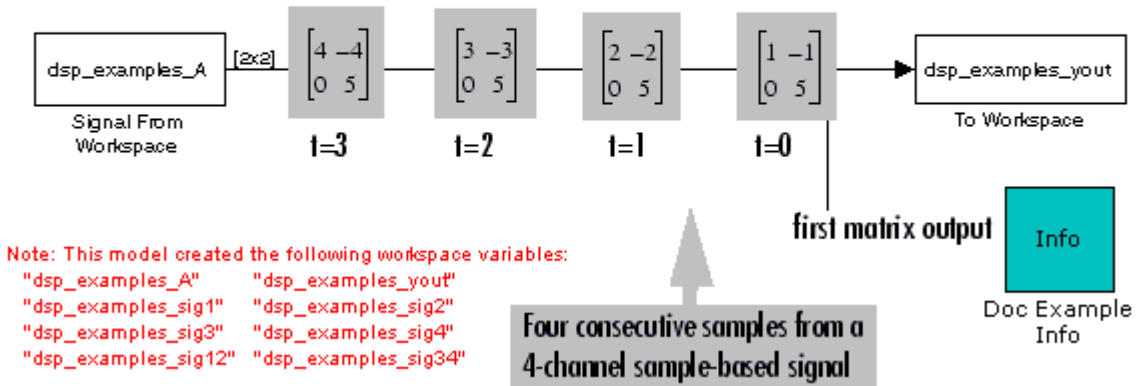 dsp_examples_A
[2x2]
4 -4
0 5
3 -3
0 5
2 -2
0 5
1 -1
0 5
dsp_examples_yout
Signal From
Workspace
t=3
t=2
t=1
t=0
To Workspace
first matrix output
Info
Doc Example
Info
Note: This model created the following workspace variables:
"dsp_examples_A" "dsp_examples_yout"
"dsp_examples_sig1" "dsp_examples_sig2"
"dsp_examples_sig3" "dsp_examples_sig4"
"dsp_examples_sig12" "dsp_examples_sig34"
Four consecutive samples from a
4-channel sample-based signal